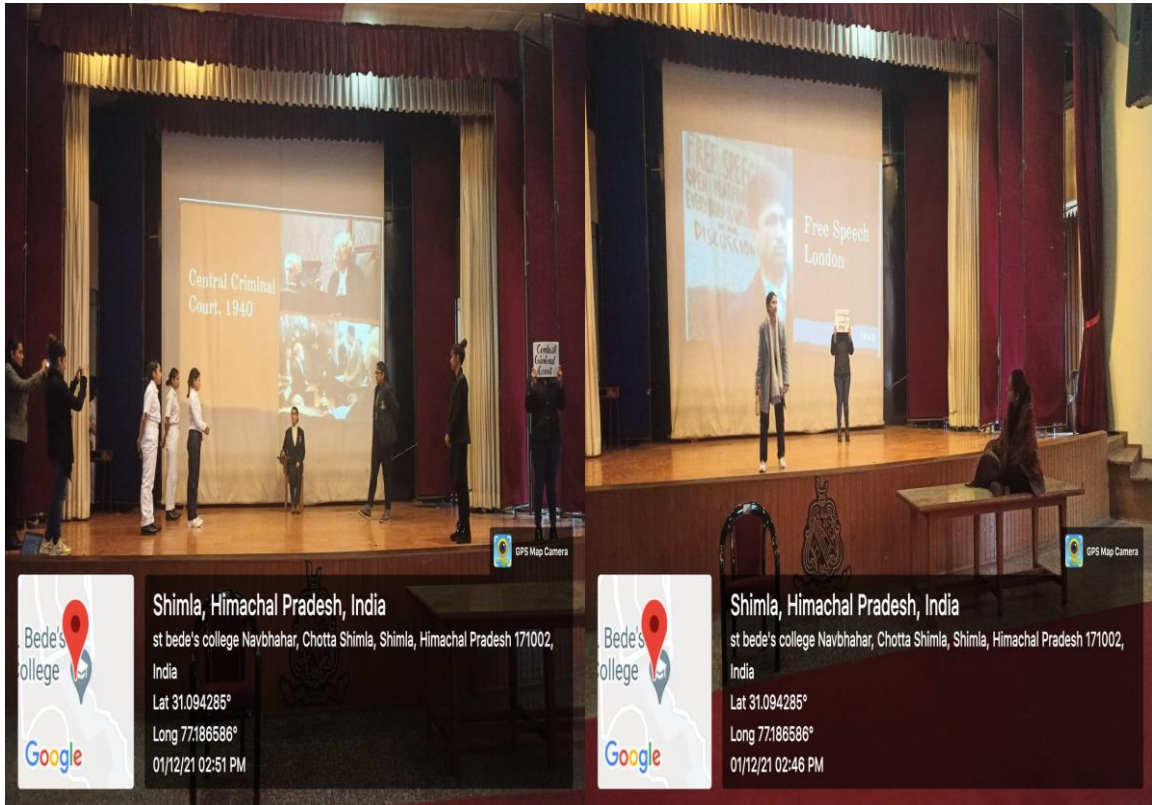 Central Criminal
Court, 1940
Central
Criminal
Court
GPS Map Camera
Bede's
College
Google
Shimla, Himachal Pradesh, India
st bede's college Navbhahar, Chotta Shimla, Shimla, Himachal Pradesh 171002,
India
Lat 31.094285°
Long 77.186586°
01/12/21 02:51 PM
FREE SPEECH
OPEN
EVERYBODY'S
DISCUSSION
Free Speech
London
GPS Map Camera
Bede's
College
Google
Shimla, Himachal Pradesh, India
st bede's college Navbhahar, Chotta Shimla, Shimla, Himachal Pradesh 171002,
India
Lat 31.094285°
Long 77.186586°
01/12/21 02:46 PM